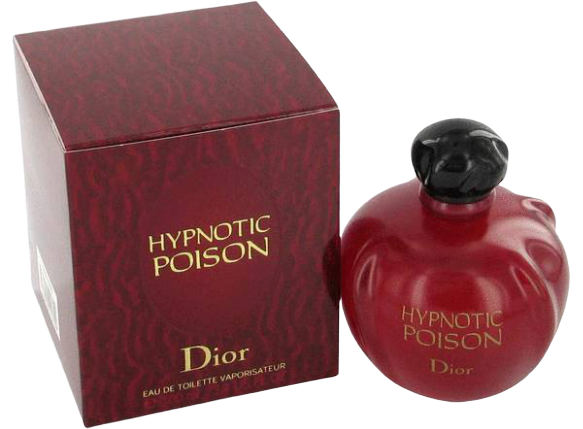 HYPNOTIC
POISON
Dior
EAU DE TOILETTE VAPORISATEUR
HYPNOTIC
POISON
Dior